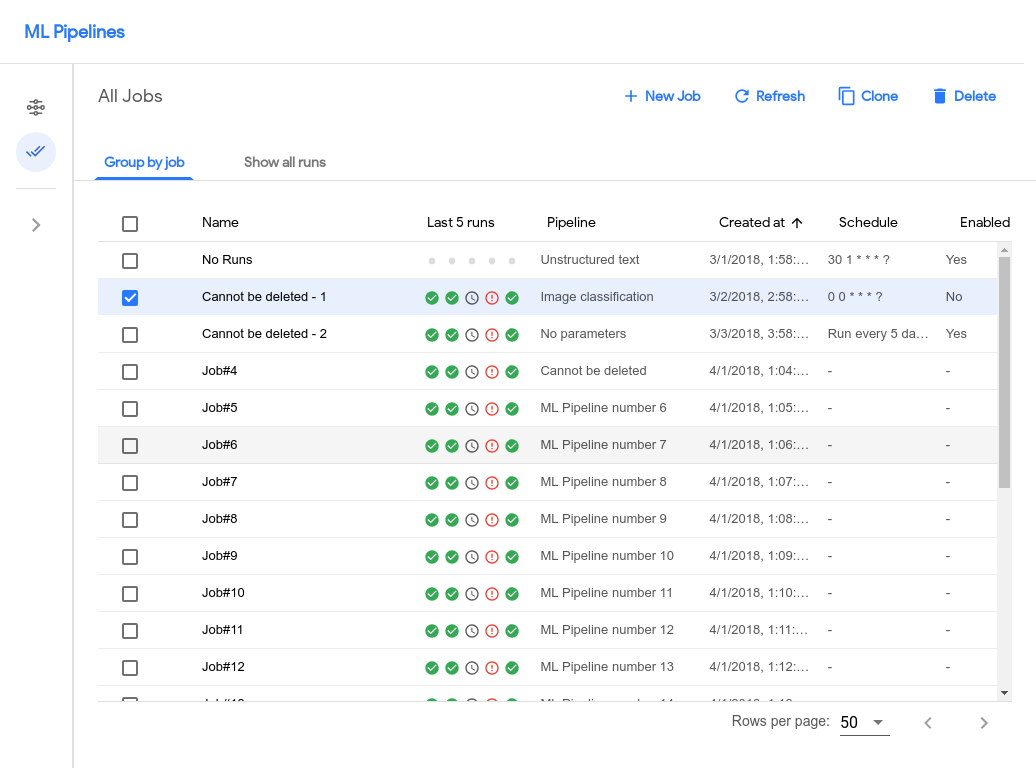 ML Pipelines
All Jobs
New Job Refresh Clone Delete
Group by job Show all runs
Name Last 5 runs Pipeline Created at Schedule Enabled
No Runs Unstructured text 3/1/2018, 1:58:... 30 1 * * * ? Yes
Cannot be deleted - 1 Image classification 3/2/2018, 2:58:... 0 0 * * * ? No
Cannot be deleted - 2 No parameters 3/3/2018, 3:58:... Run every 5 da... Yes
Job#4 Cannot be deleted 4/1/2018, 1:04:... - -
Job#5 ML Pipeline number 6 4/1/2018, 1:05:... - -
Job#6 ML Pipeline number 7 4/1/2018, 1:06:... - -
Job#7 ML Pipeline number 8 4/1/2018, 1:07:... - -
Job#8 ML Pipeline number 9 4/1/2018, 1:08:... - -
Job#9 ML Pipeline number 10 4/1/2018, 1:09:... - -
Job#10 ML Pipeline number 11 4/1/2018, 1:10:... - -
Job#11 ML Pipeline number 12 4/1/2018, 1:11:... - -
Job#12 ML Pipeline number 13 4/1/2018, 1:12:... - -
Rows per page: 50